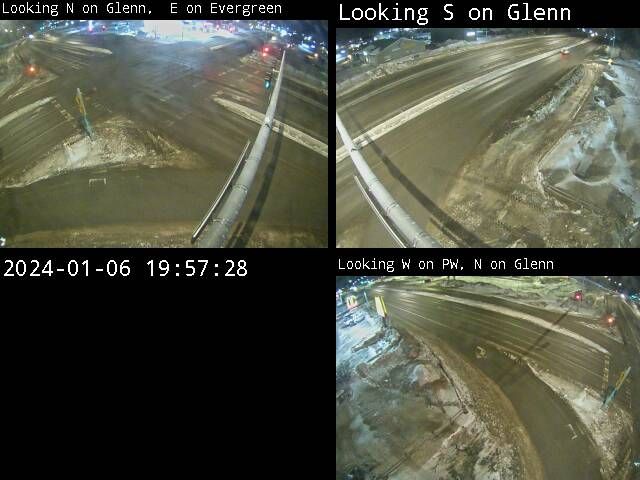 Looking N on Glenn,  E on Evergreen
Looking S on Glenn
2024-01-06 19:57:28
Looking W on PW, N on Glenn